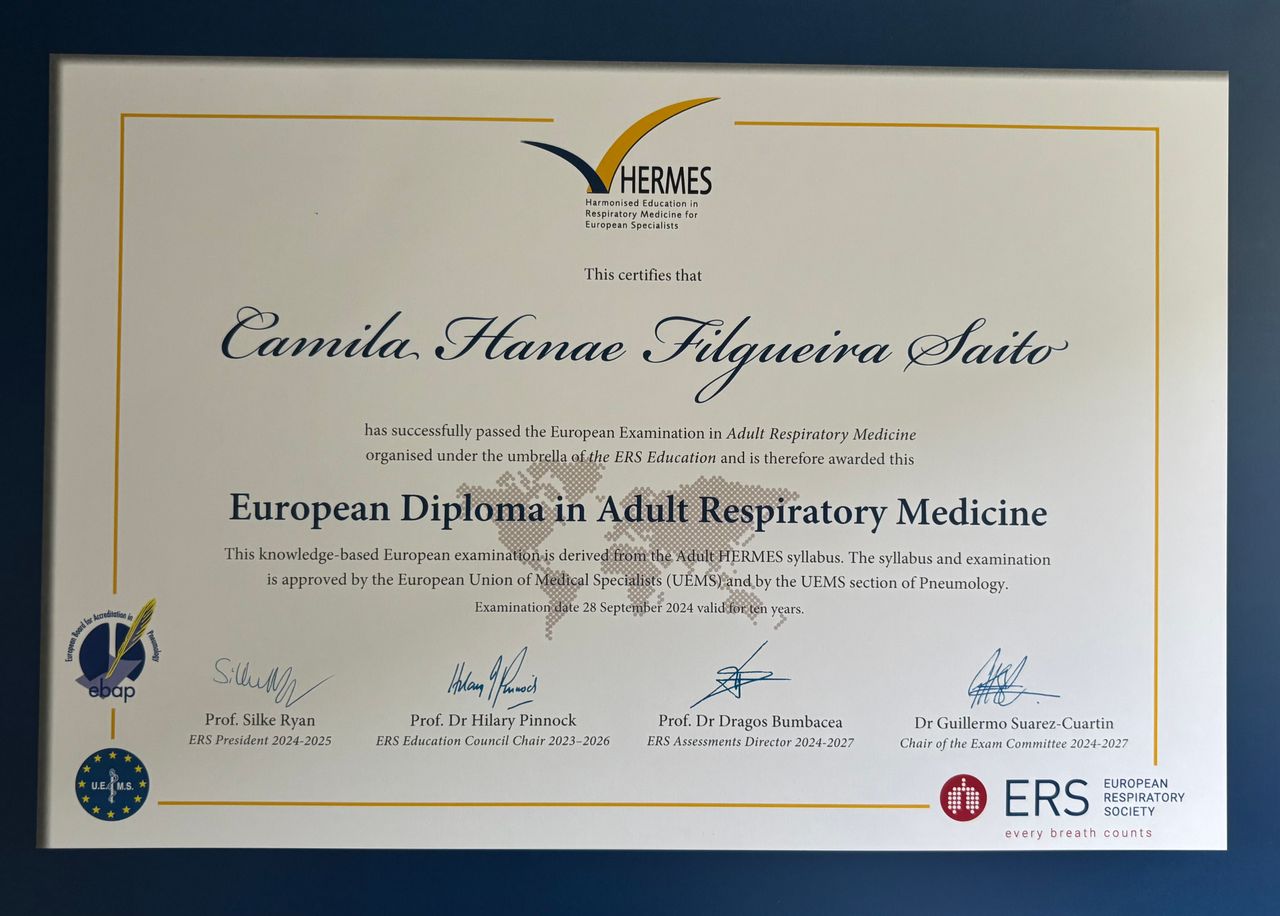 HERMES
Harmonised Education in
Respiratory Medicine for
European Specialists
This certifies that
Camila Hanae Filgueira Saito
has successfully passed the European Examination in Adult Respiratory Medicine
organised under the umbrella of the ERS Education and is therefore awarded this
European Diploma in Adult Respiratory Medicine
This knowledge-based European examination is derived from the Adult HERMES syllabus. The syllabus and examination
is approved by the European Union of Medical Specialists (UEMS) and by the UEMS section of Pneumology.
Examination date 28 September 2024 valid for ten years.
European Board for Accreditation in Pneumology
ebap
Hilary J Pinnock
Prof. Silke Ryan
ERS President 2024-2025
Prof. Dr Hilary Pinnock
ERS Education Council Chair 2023–2026
Prof. Dr Dragos Bumbacea
ERS Assessments Director 2024-2027
Dr Guillermo Suarez-Cuartin
Chair of the Exam Committee 2024-2027
U.E.M.S.
ERS
EUROPEAN
RESPIRATORY
SOCIETY
every breath counts